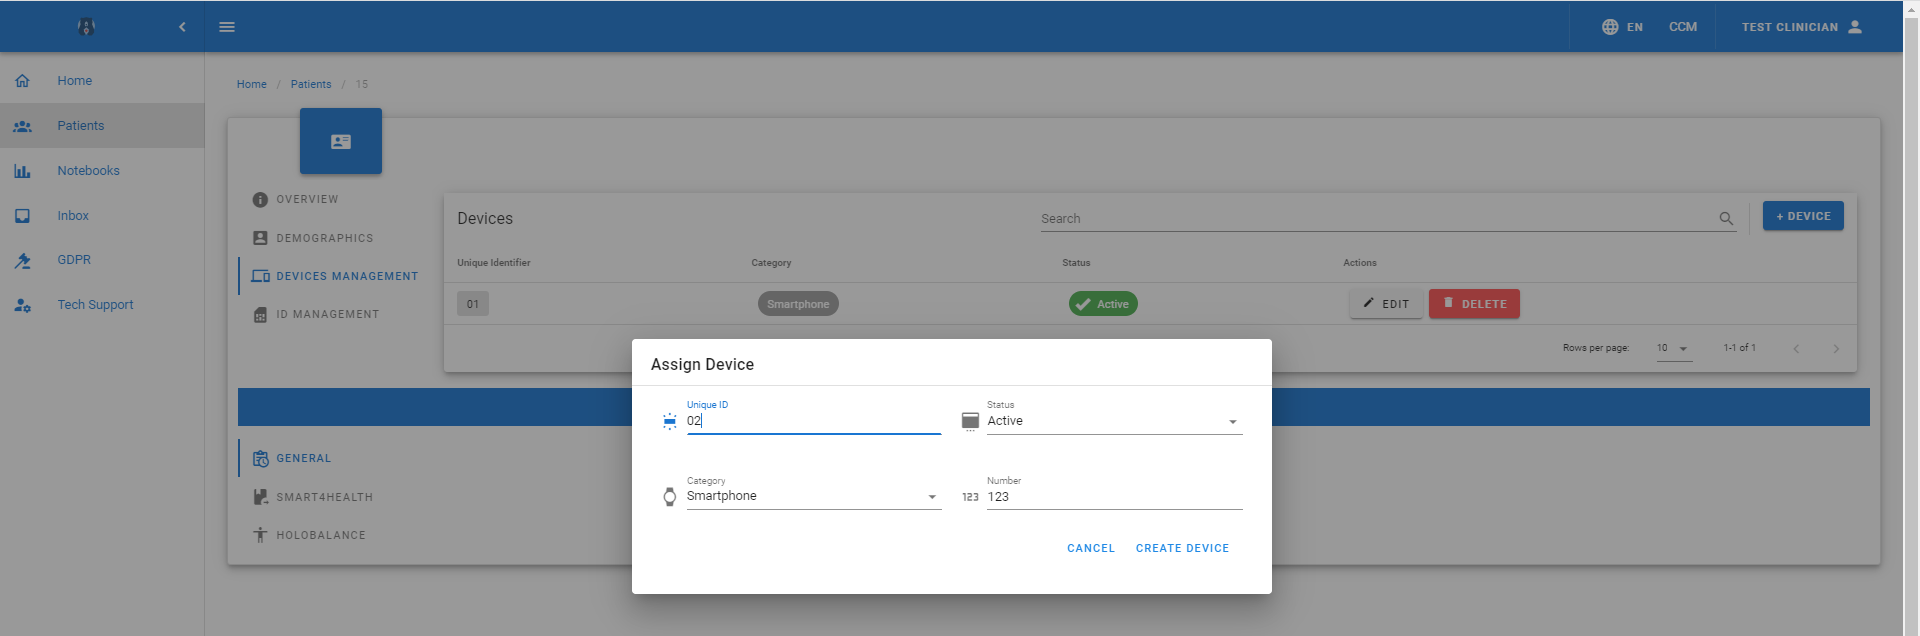 EN CCM TEST CLINICIAN
Home
Patients
Notebooks
Inbox
GDPR
Tech Support
Home / Patients / 15
OVERVIEW
DEMOGRAPHICS
DEVICES MANAGEMENT
ID MANAGEMENT
Devices
Search
+ DEVICE
Unique Identifier Category Status Actions
01 Smartphone Active EDIT DELETE
Rows per page: 10 1-1 of 1
GENERAL
SMART4HEALTH
HOLOBALANCE
Assign Device
Unique ID
02
Status
Active
Category
Smartphone
Number
123 123
CANCEL CREATE DEVICE